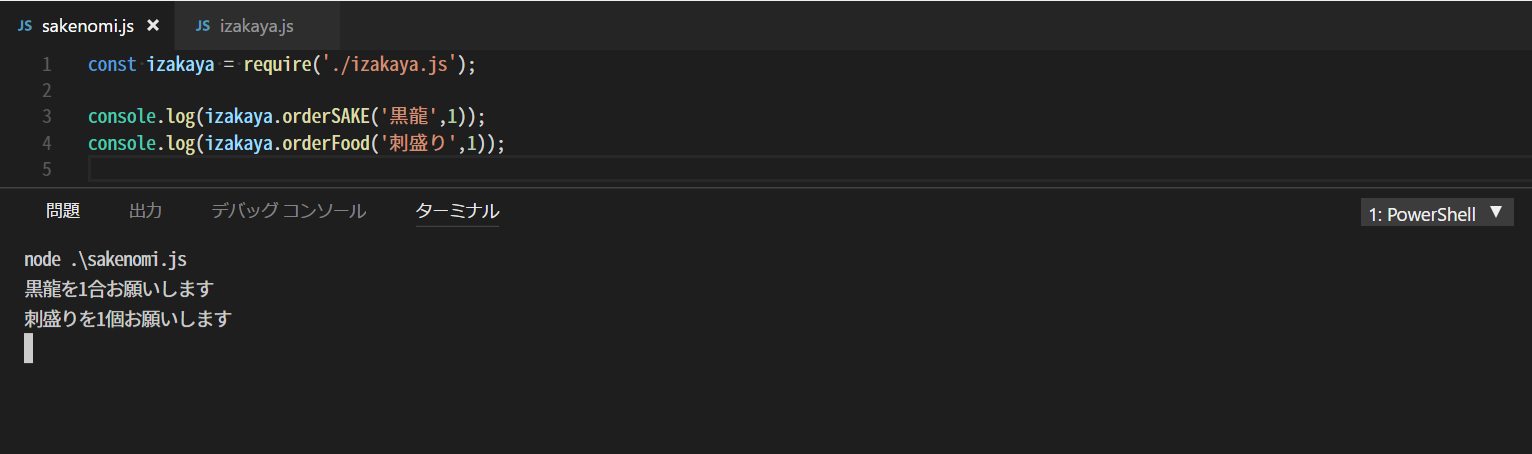 JS sakenomi.js × JS izakaya.js
1 const izakaya = require('./izakaya.js');
2
3 console.log(izakaya.orderSAKE('黒龍',1));
4 console.log(izakaya.orderFood('刺盛り',1));
5
問題 出力 デバッグ コンソール ターミナル 1: PowerShell ▼
node .\sakenomi.js
黒龍を1合お願いします
刺盛りを1個お願いします